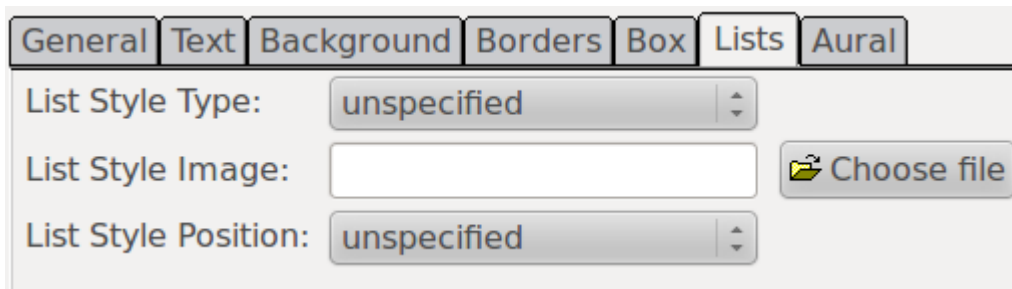 General Text Background Borders Box Lists Aural
List Style Type: unspecified
List Style Image: Choose file
List Style Position: unspecified